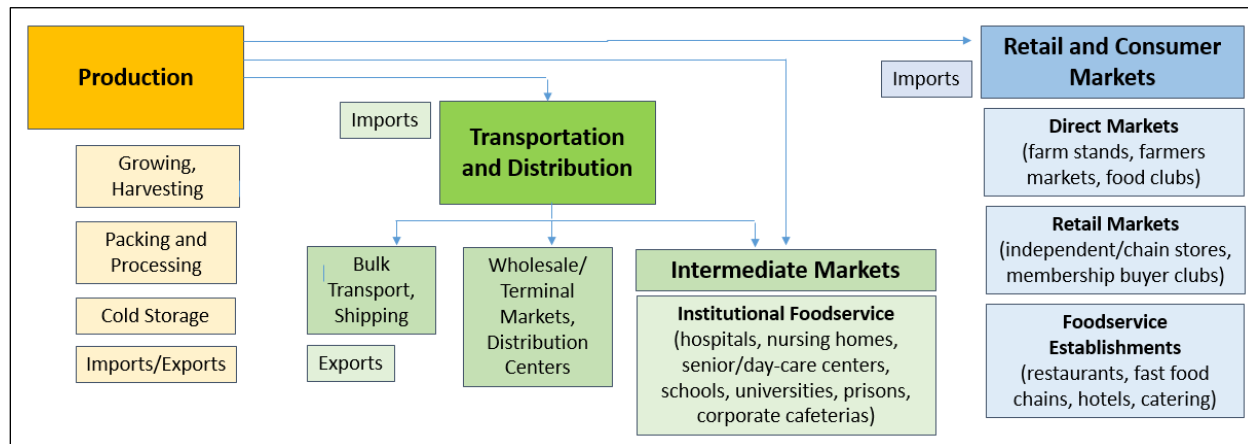 Production
Growing,
Harvesting
Packing and
Processing
Cold Storage
Imports/Exports
Imports
Transportation
and Distribution
Bulk
Transport,
Shipping
Exports
Wholesale/
Terminal
Markets,
Distribution
Centers
Intermediate Markets
Institutional Foodservice
(hospitals, nursing homes,
senior/day-care centers,
schools, universities, prisons,
corporate cafeterias)
Imports
Retail and Consumer
Markets
Direct Markets
(farm stands, farmers
markets, food clubs)
Retail Markets
(independent/chain stores,
membership buyer clubs)
Foodservice
Establishments
(restaurants, fast food
chains, hotels, catering)